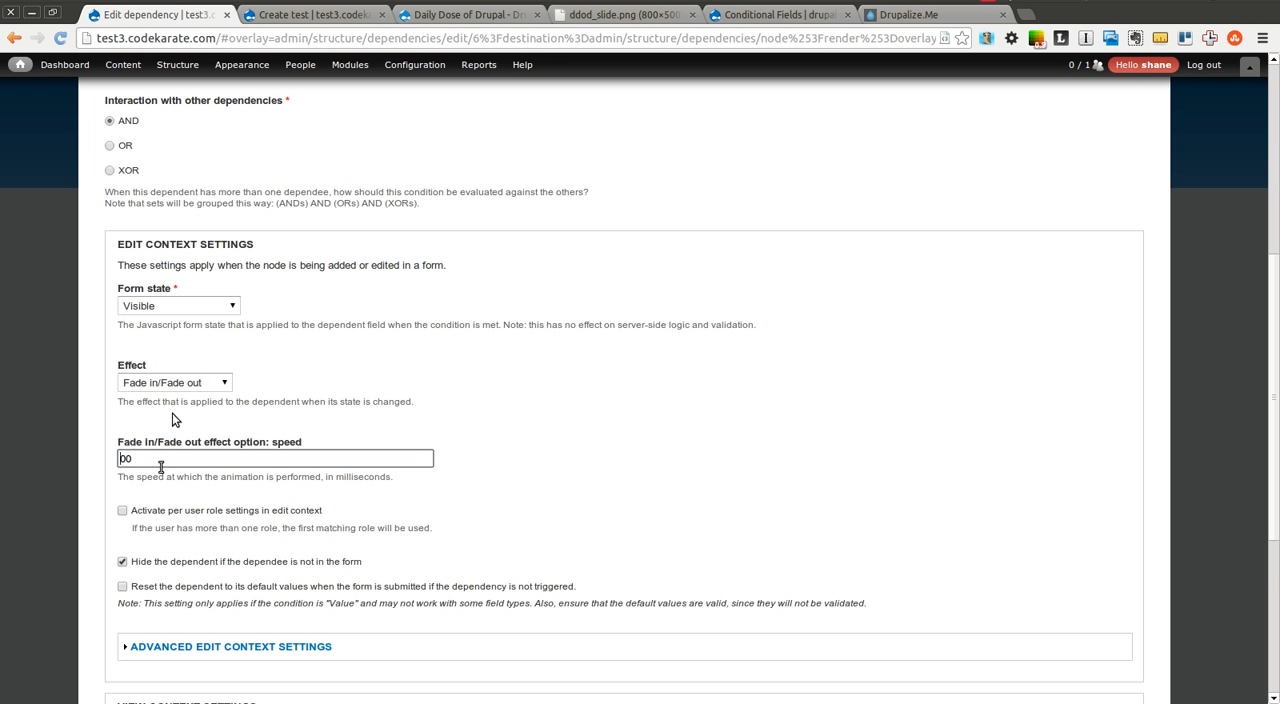 Edit dependency | test3.c
Create test | test3.codek
Daily Dose of Drupal - Dr
ddod_slide.png (800×500
Conditional Fields | drupal
Drupalize.Me
test3.codekarate.com/#overlay=admin/structure/dependencies/edit/6%3Fdestination%3Dadmin/structure/dependencies/node%253Frender%253Doverlay
Dashboard Content Structure Appearance People Modules Configuration Reports Help 0 / 1 Hello shane Log out
Interaction with other dependencies *
AND
OR
XOR
When this dependent has more than one dependee, how should this condition be evaluated against the others?
Note that sets will be grouped this way: (ANDs) AND (ORs) AND (XORs).
EDIT CONTEXT SETTINGS
These settings apply when the node is being added or edited in a form.
Form state *
Visible
The Javascript form state that is applied to the dependent field when the condition is met. Note: this has no effect on server-side logic and validation.
Effect
Fade in/Fade out
The effect that is applied to the dependent when its state is changed.
Fade in/Fade out effect option: speed
00
The speed at which the animation is performed, in milliseconds.
Activate per user role settings in edit context
If the user has more than one role, the first matching role will be used.
Hide the dependent if the dependee is not in the form
Reset the dependent to its default values when the form is submitted if the dependency is not triggered.
Note: This setting only applies if the condition is "Value" and may not work with some field types. Also, ensure that the default values are valid, since they will not be validated.
ADVANCED EDIT CONTEXT SETTINGS